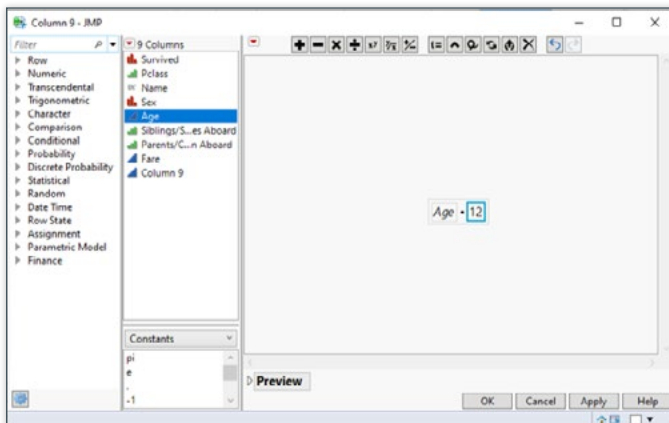 Column 9 - JMP
Filter
Row
Numeric
Transcendental
Trigonometric
Character
Comparison
Conditional
Probability
Discrete Probability
Statistical
Random
Date Time
Row State
Assignment
Parametric Model
Finance
9 Columns
Survived
Pclass
Name
Sex
Age
Siblings/S...es Aboard
Parents/C...n Aboard
Fare
Column 9
Constants
pi
e
.
-1
Age • 12
Preview
OK Cancel Apply Help